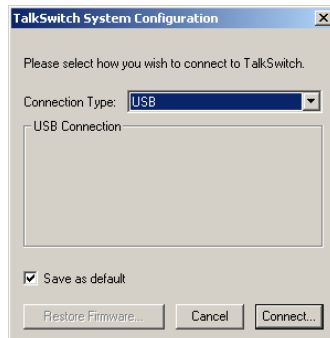 TalkSwitch System Configuration
Please select how you wish to connect to TalkSwitch.
Connection Type: USB
USB Connection
Save as default
Restore Firmware... Cancel Connect...